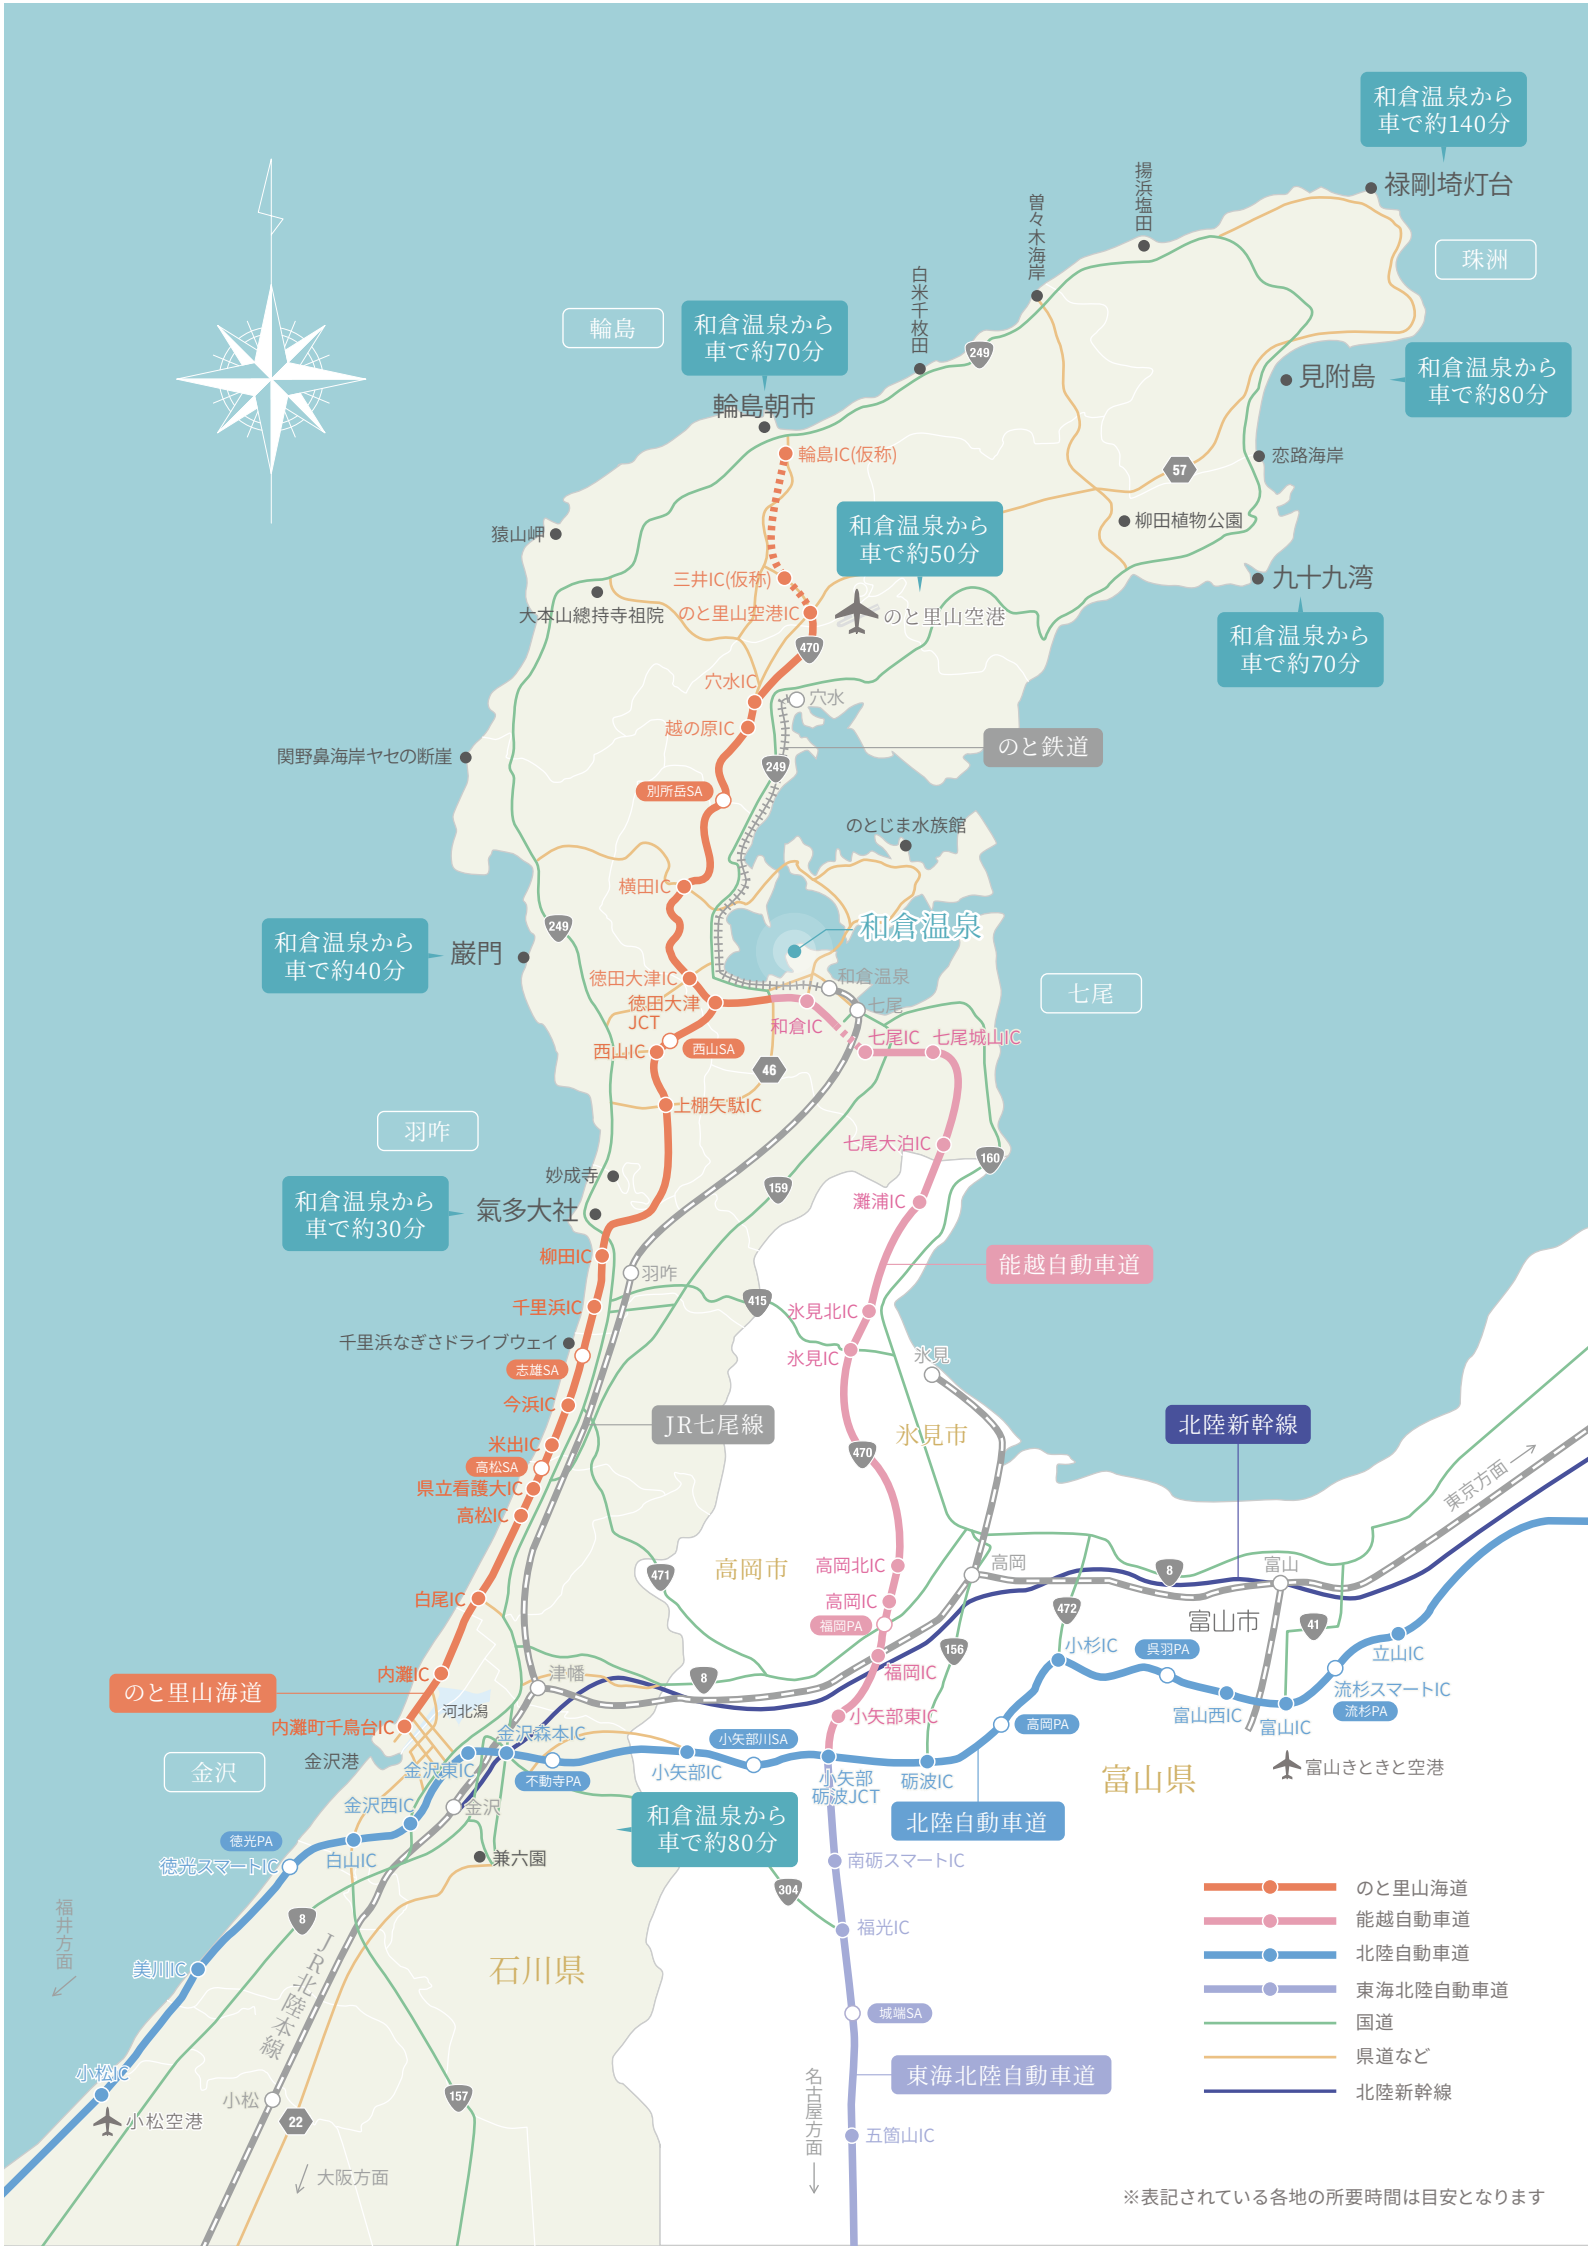 和倉温泉から
車で約140分
禄剛埼灯台
揚浜塩田
曽々木海岸
珠洲
白米千枚田
輪島
和倉温泉から
車で約70分
249
輪島朝市
見附島
和倉温泉から
車で約80分
輪島IC(仮称)
恋路海岸
57
和倉温泉から
車で約50分
柳田植物公園
猿山岬
三井IC(仮称)
九十九湾
のと里山空港IC
のと里山空港
大本山總持寺祖院
和倉温泉から
車で約70分
470
穴水IC
穴水
越の原IC
のと鉄道
関野鼻海岸ヤセの断崖
249
別所岳SA
のとじま水族館
横田IC
249
和倉温泉
和倉温泉から
車で約40分
巌門
徳田大津IC
和倉温泉
七尾
徳田大津
JCT
七尾
和倉IC
七尾IC
七尾城山IC
西山IC
西山SA
46
上棚矢駄IC
羽咋
七尾大泊IC
160
妙成寺
159
和倉温泉から
車で約30分
氣多大社
灘浦IC
柳田IC
能越自動車道
羽咋
千里浜IC
415
氷見北IC
千里浜なぎさドライブウェイ
氷見IC
氷見
志雄SA
今浜IC
JR七尾線
北陸新幹線
氷見市
米出IC
470
高松SA
県立看護大IC
東京方面
高松IC
高岡市
高岡北IC
高岡
8
富山
471
白尾IC
高岡IC
472
福岡PA
富山市
41
156
小杉IC
呉羽PA
立山IC
内灘IC
津幡
8
福岡IC
のと里山海道
流杉スマートIC
河北潟
富山西IC
流杉PA
内灘町千鳥台IC
小矢部東IC
富山IC
高岡PA
金沢森本IC
小矢部川SA
金沢港
金沢東IC
小矢部IC
金沢
不動寺PA
小矢部
砺波JCT
砺波IC
富山きときと空港
富山県
金沢西IC
金沢
和倉温泉から
車で約80分
北陸自動車道
徳光PA
徳光スマートIC
白山IC
兼六園
南砺スマートIC
304
のと里山海道
福井方面
8
福光IC
能越自動車道
JR北陸本線
北陸自動車道
美川IC
石川県
東海北陸自動車道
城端SA
国道
県道など
小松IC
名古屋方面
東海北陸自動車道
北陸新幹線
小松
157
小松空港
22
五箇山IC
大阪方面
※表記されている各地の所要時間は目安となります